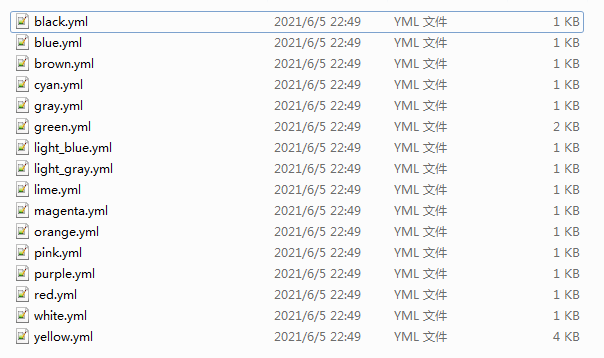 black.yml 2021/6/5 22:49 YML 文件 1 KB
blue.yml 2021/6/5 22:49 YML 文件 1 KB
brown.yml 2021/6/5 22:49 YML 文件 1 KB
cyan.yml 2021/6/5 22:49 YML 文件 1 KB
gray.yml 2021/6/5 22:49 YML 文件 1 KB
green.yml 2021/6/5 22:49 YML 文件 2 KB
light_blue.yml 2021/6/5 22:49 YML 文件 1 KB
light_gray.yml 2021/6/5 22:49 YML 文件 1 KB
lime.yml 2021/6/5 22:49 YML 文件 1 KB
magenta.yml 2021/6/5 22:49 YML 文件 1 KB
orange.yml 2021/6/5 22:49 YML 文件 1 KB
pink.yml 2021/6/5 22:49 YML 文件 1 KB
purple.yml 2021/6/5 22:49 YML 文件 1 KB
red.yml 2021/6/5 22:49 YML 文件 1 KB
white.yml 2021/6/5 22:49 YML 文件 1 KB
yellow.yml 2021/6/5 22:49 YML 文件 4 KB